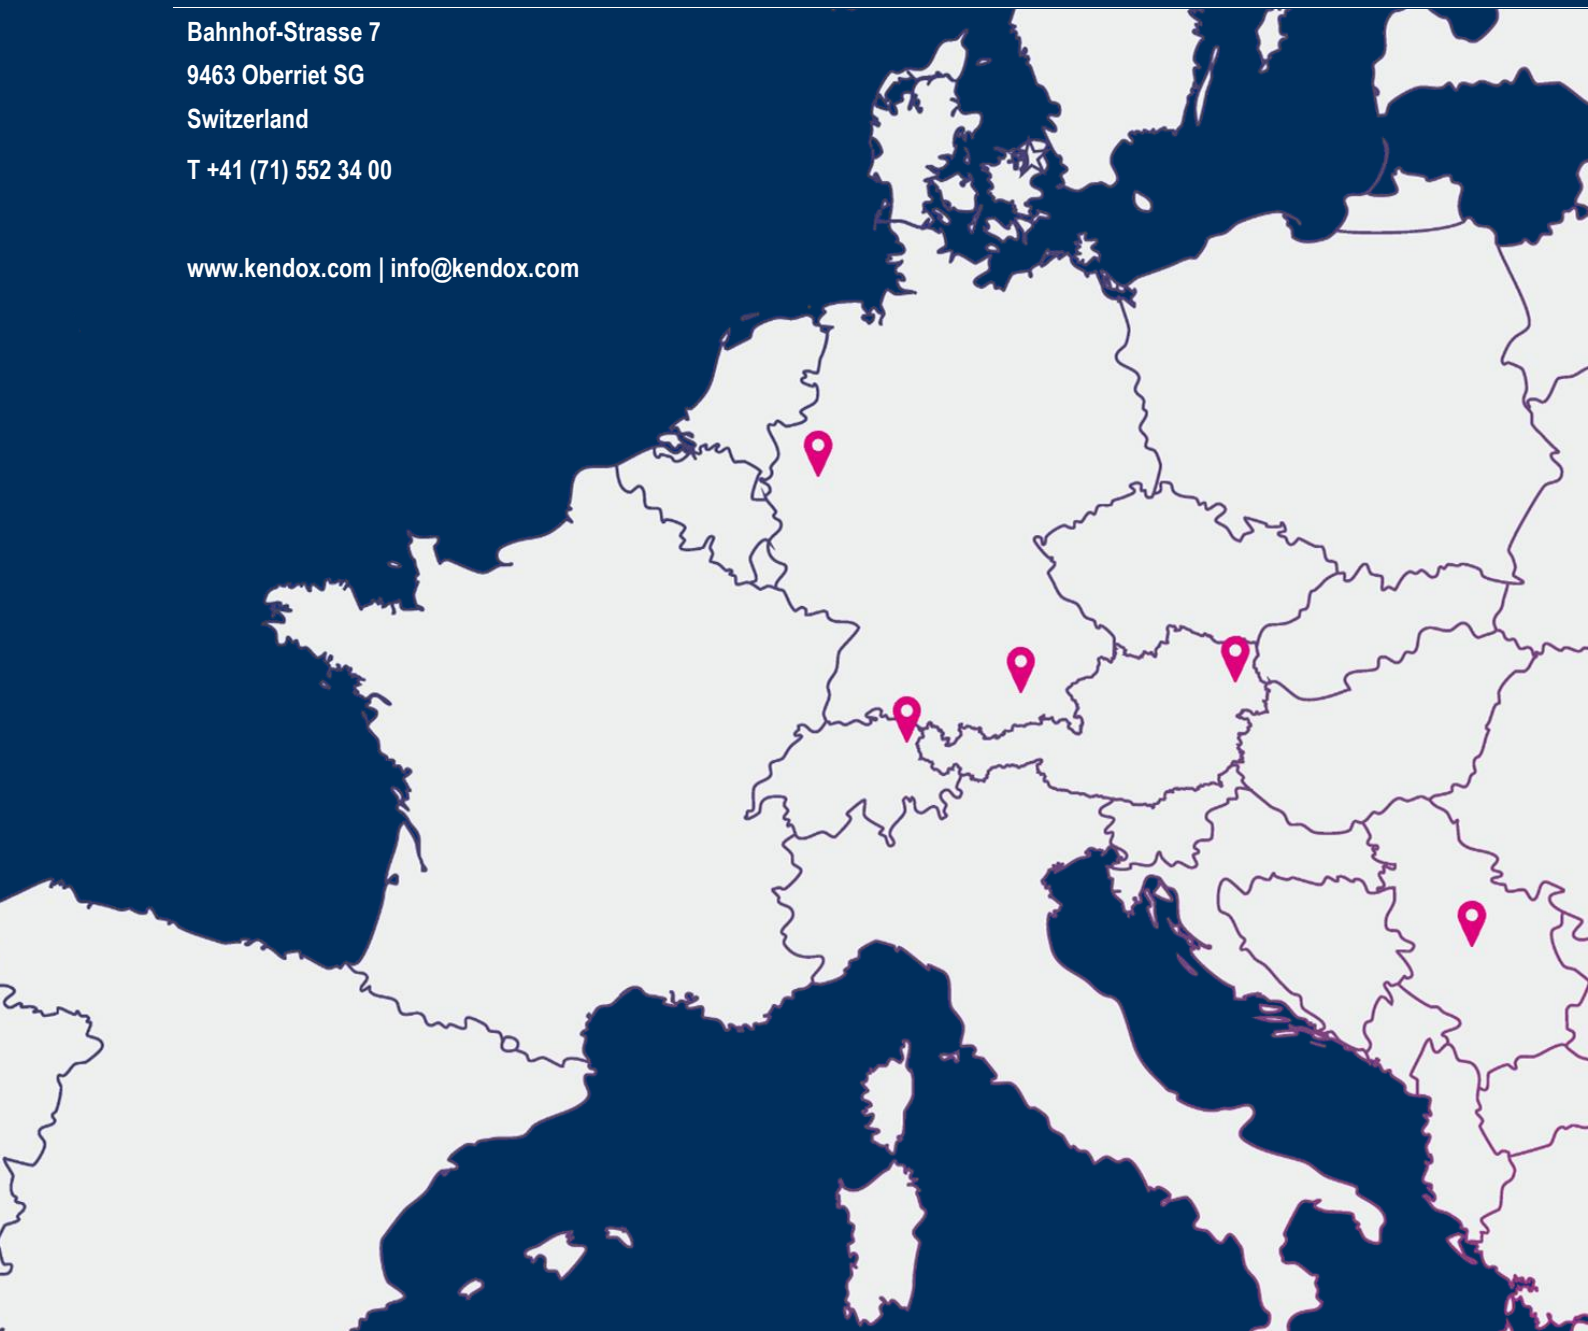 Bahnhof-Strasse 7
9463 Oberriet SG
Switzerland
T +41 (71) 552 34 00
www.kendox.com | info@kendox.com